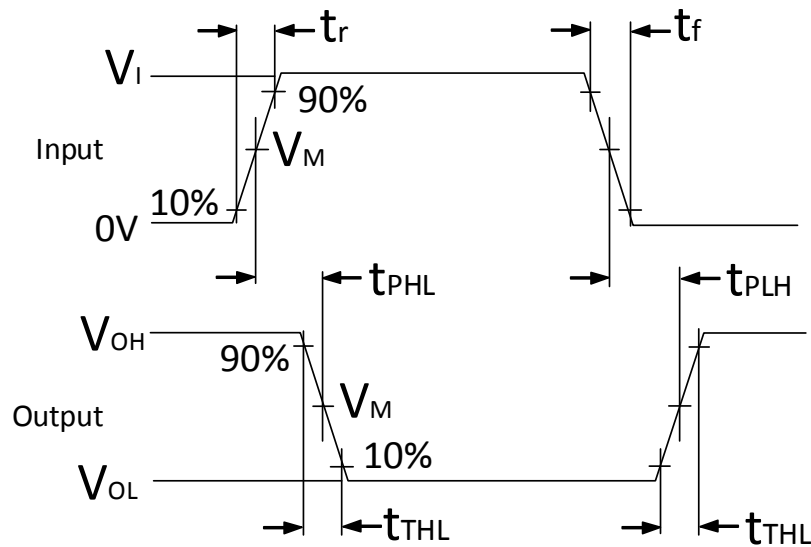 tr
tf
VI
90%
Input
VM
10%
0V
tPHL
tPLH
VOH
90%
VM
Output
10%
VOL
tTHL
tTHL